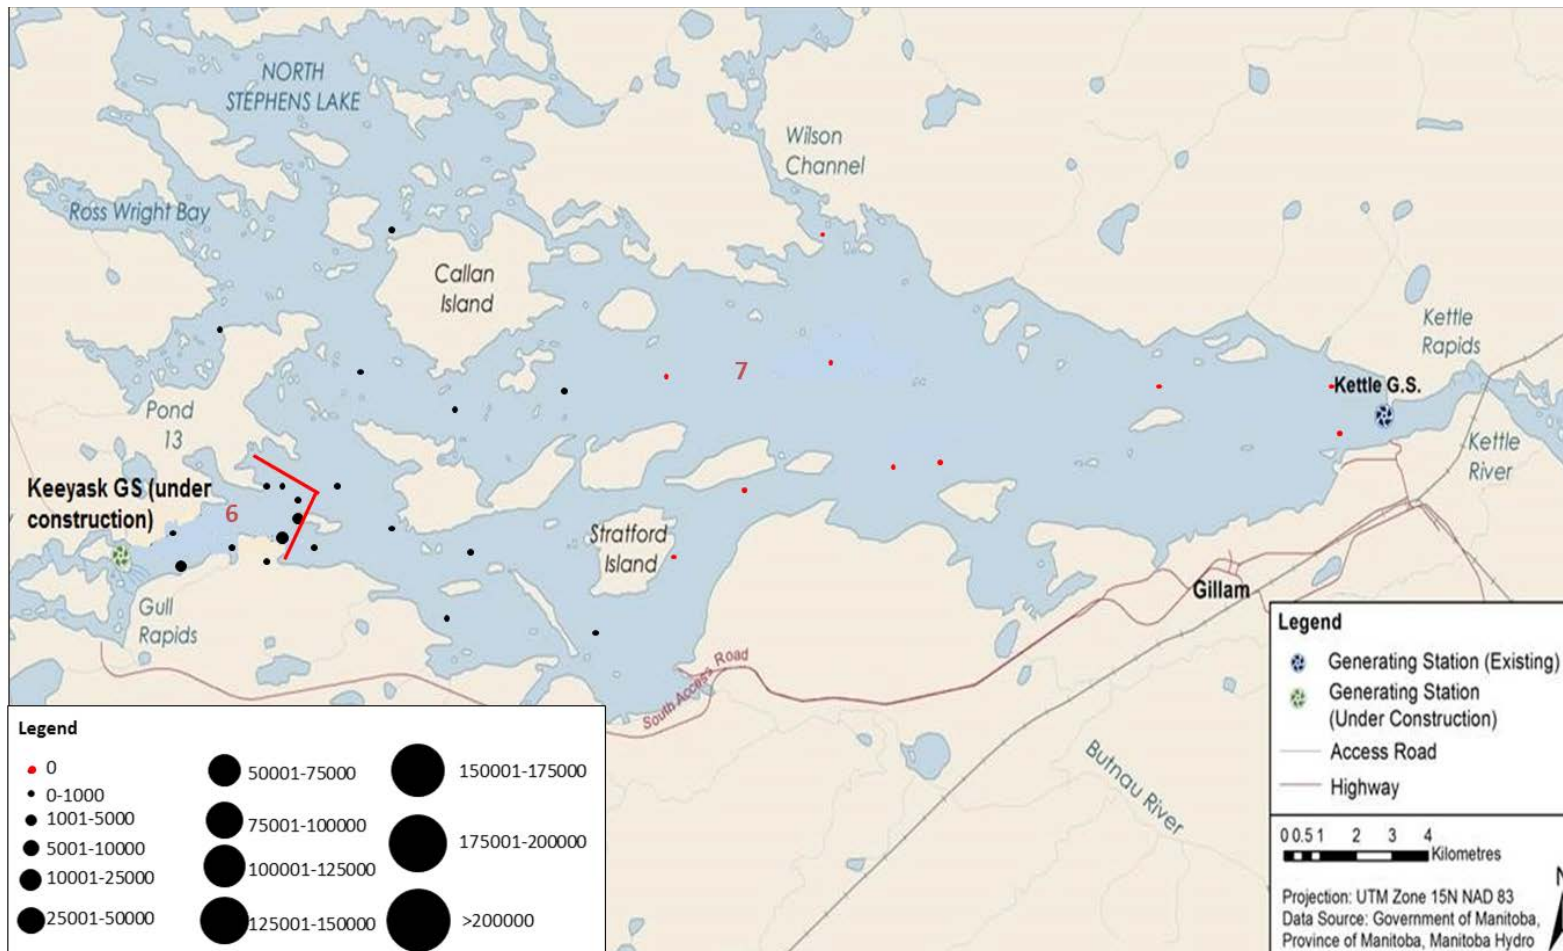 NORTH
STEPHENS LAKE
Wilson
Channel
Ross Wright Bay
Callan
Island
Kettle
Rapids
7
Kettle G.S.
Pond
13
Kettle
River
Keeyask GS (under
construction)
6
Stratford
Island
Gull
Rapids
Gillam
South Access Road
Butnau River
Legend
Generating Station (Existing)
Generating Station
(Under Construction)
Access Road
Highway
0 0.5 1 2 3 4
Kilometres
N
Projection: UTM Zone 15N NAD 83
Data Source: Government of Manitoba,
Province of Manitoba, Manitoba Hydro
Legend
0
0-1000
1001-5000
5001-10000
10001-25000
25001-50000
50001-75000
75001-100000
100001-125000
125001-150000
150001-175000
175001-200000
>200000